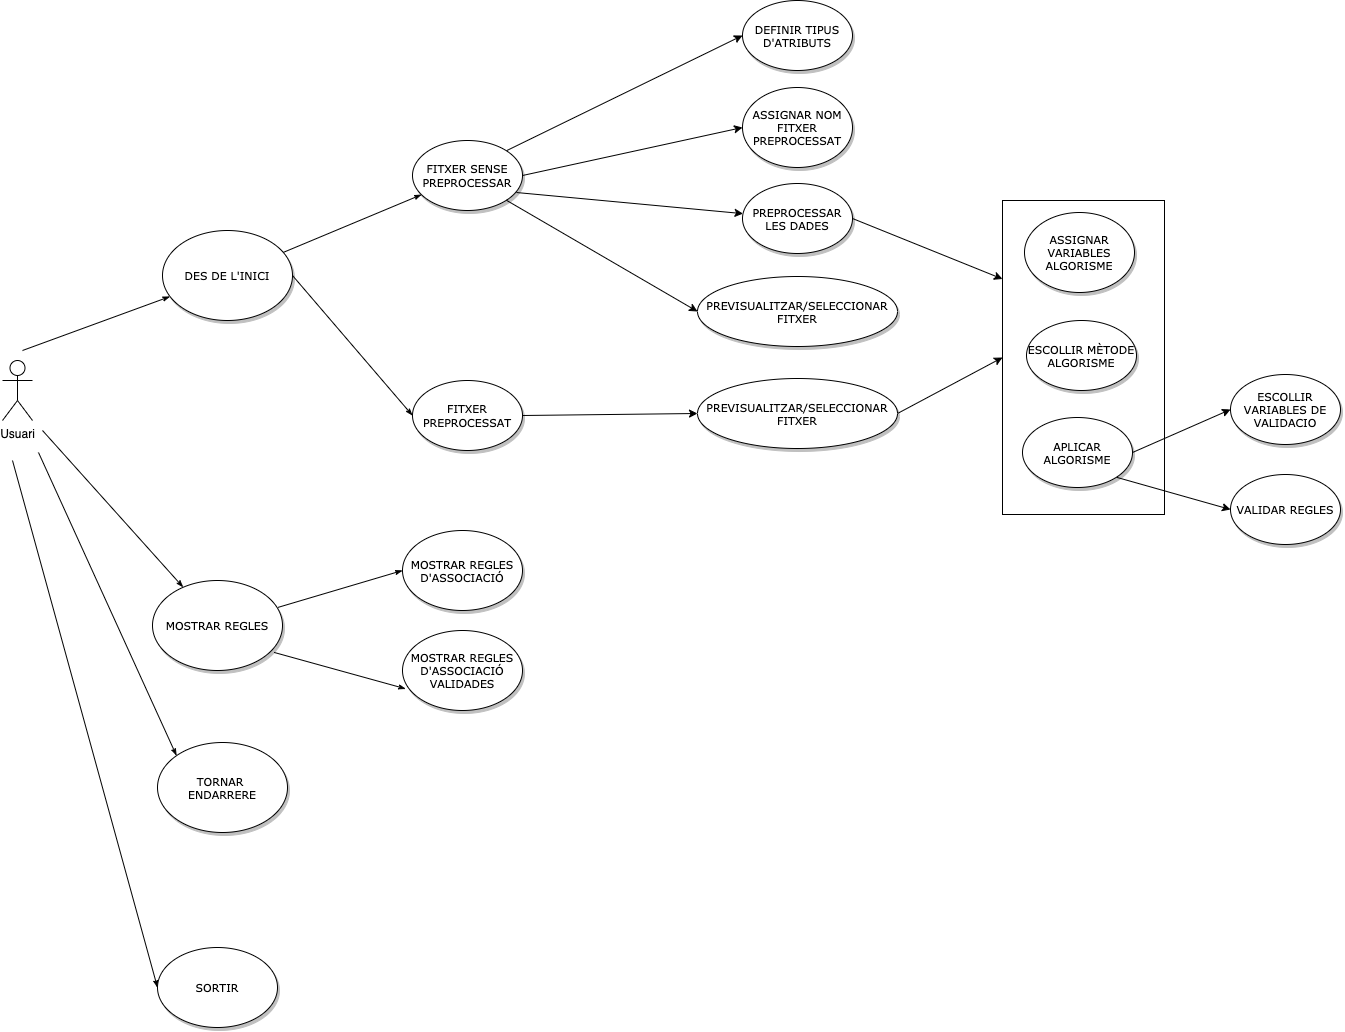 DEFINIR TIPUS
D'ATRIBUTS
ASSIGNAR NOM
FITXER
PREPROCESSAT
FITXER SENSE
PREPROCESSAR
PREPROCESSAR
LES DADES
ASSIGNAR
VARIABLES
ALGORISME
DES DE L'INICI
PREVISUALITZAR/SELECCIONAR
FITXER
ESCOLLIR MÈTODE
ALGORISME
Usuari
FITXER
PREPROCESSAT
PREVISUALITZAR/SELECCIONAR
FITXER
ESCOLLIR
VARIABLES DE
VALIDACIO
APLICAR
ALGORISME
VALIDAR REGLES
MOSTRAR REGLES
D'ASSOCIACIÓ
MOSTRAR REGLES
MOSTRAR REGLES
D'ASSOCIACIÓ
VALIDADES
TORNAR
ENDARRERE
SORTIR